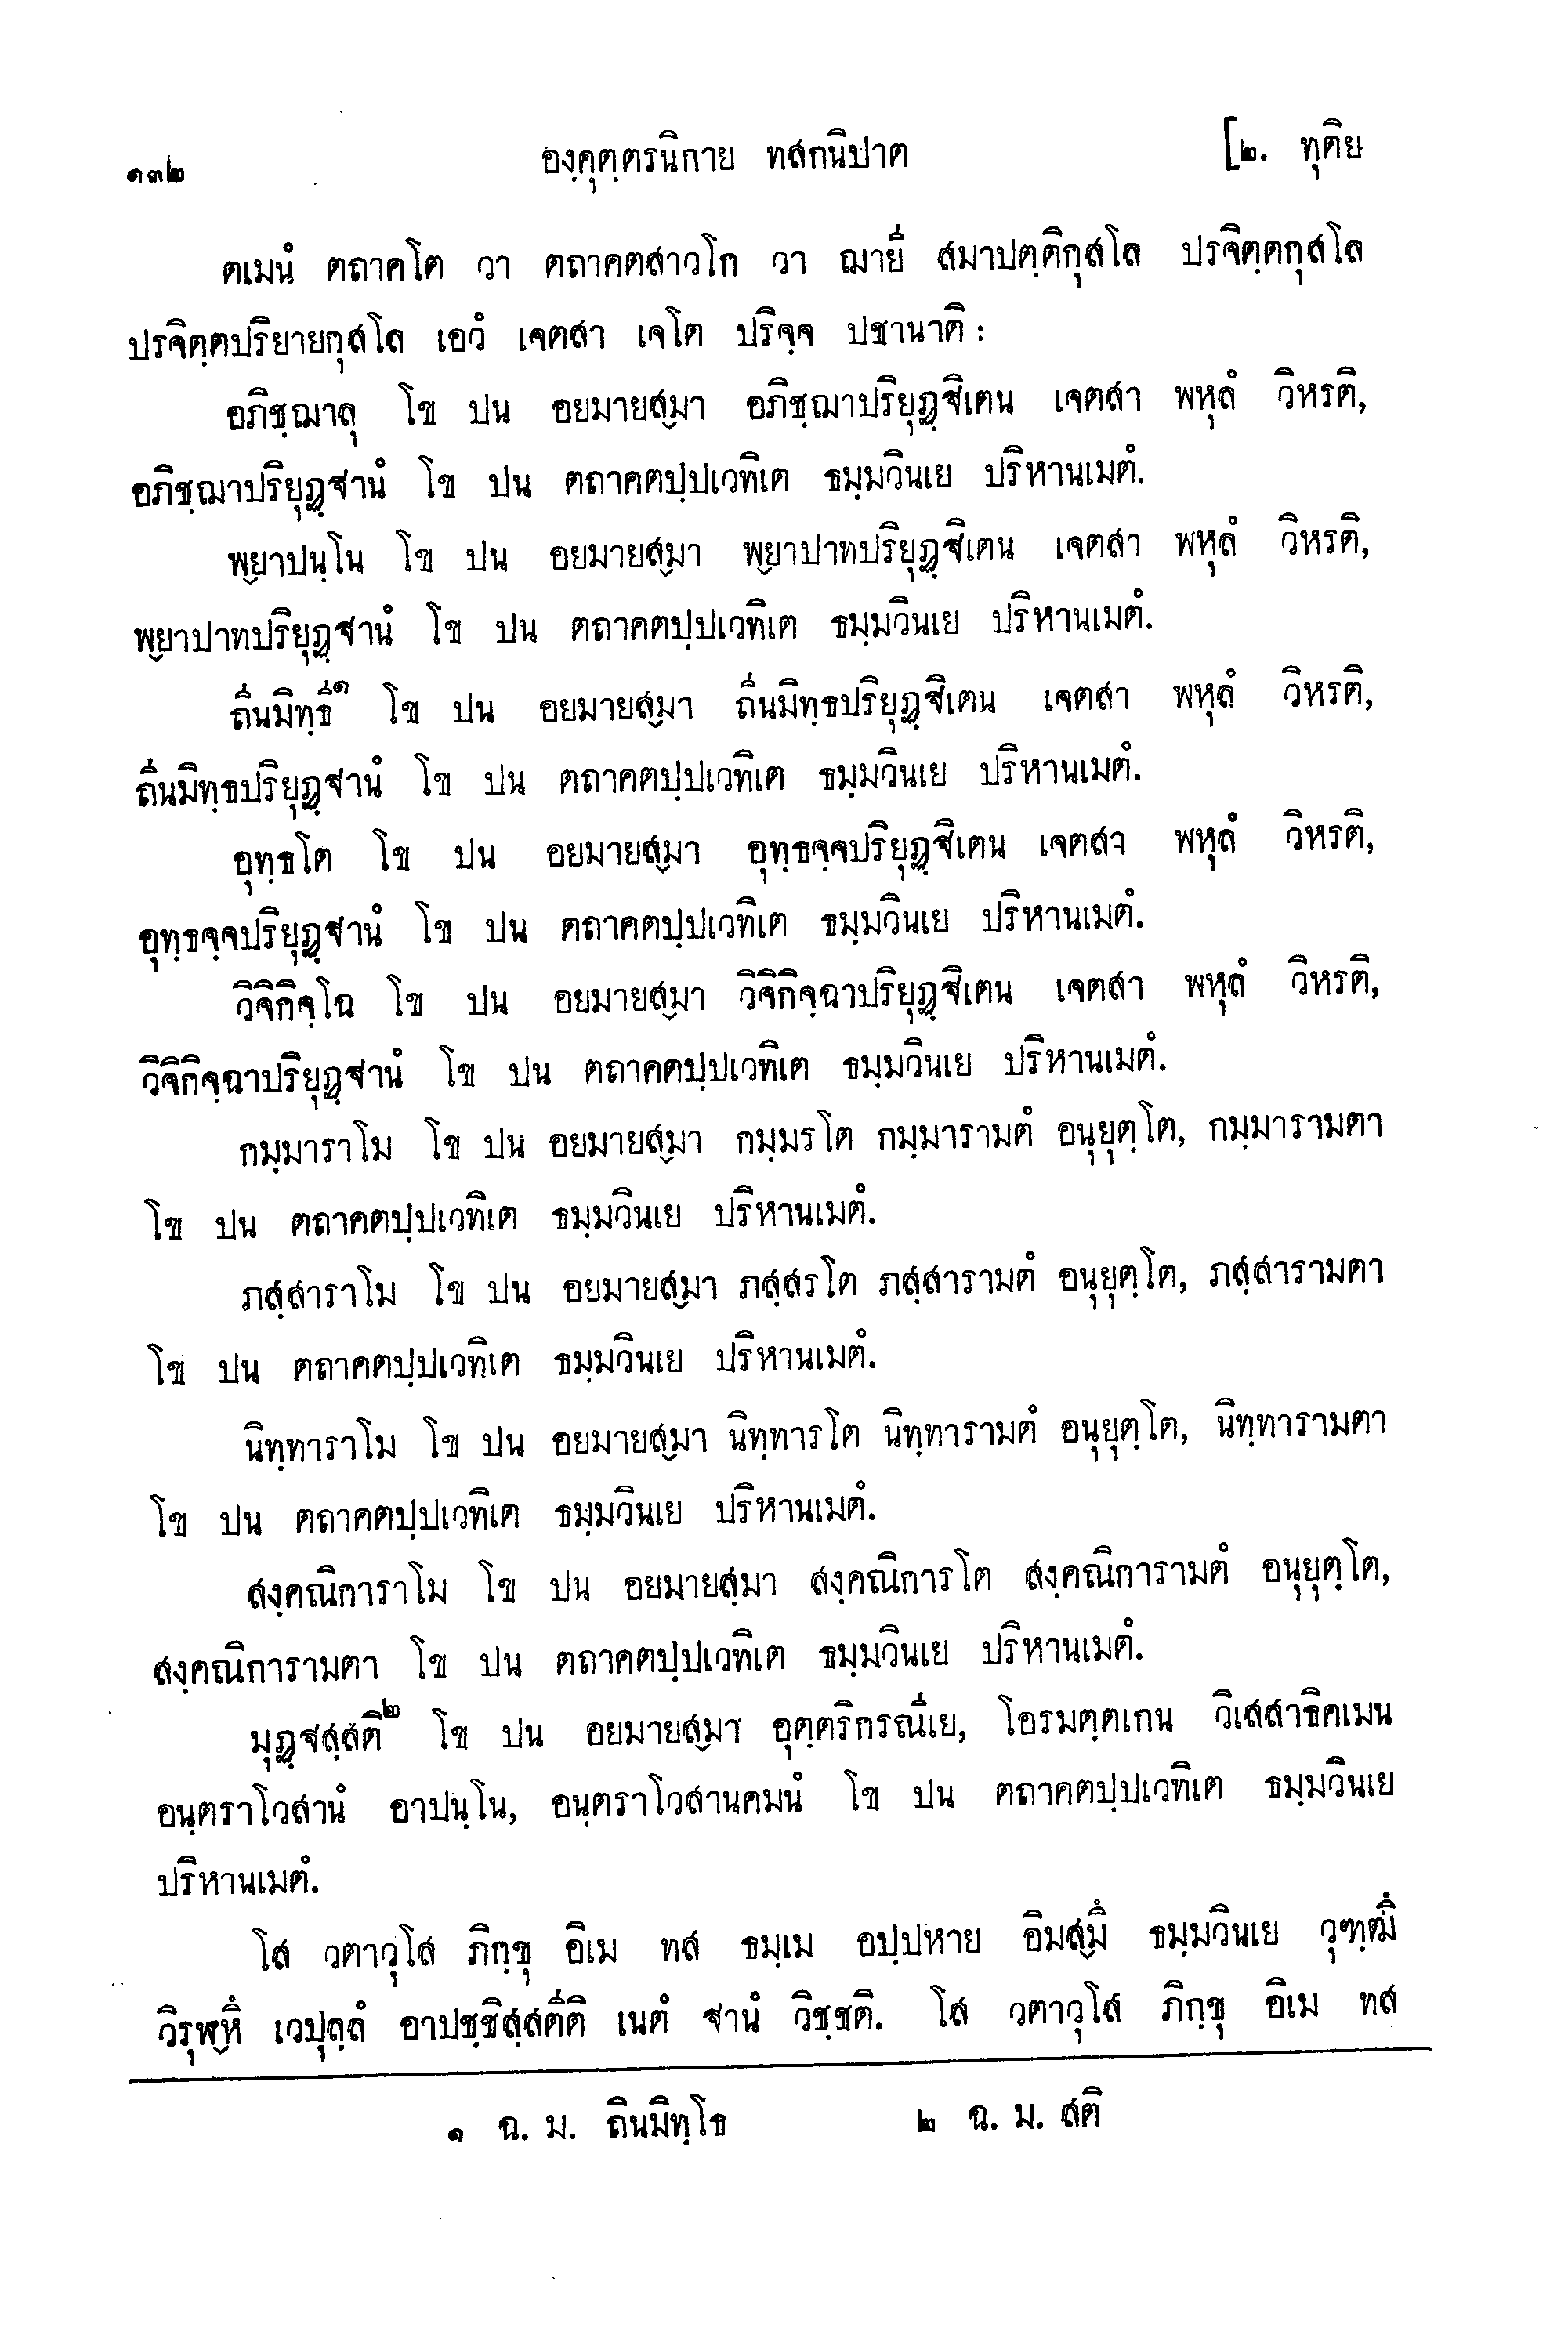 ๑๓๒ องฺคุตฺตรนิกาย ทสกนิปาต [๒. ทุติย
ตเมนํ ตถาคโต วา ตถาคตสาวโก วา ฌายี สมาปตฺติกุสโล ปรจิตฺตกุสโล
ปรจิตฺตปริยายกุสโล เอวํ เจตสา เจโต ปริจฺจ ปชานาติ :
อภิชฺฌาลุ โข ปน อยมายสฺมา อภิชฺฌาปริยุฏฺฐิเตน เจตสา พหุลํ วิหรติ,
อภิชฺฌาปริยุฏฺฐานํ โข ปน ตถาคตปฺปเวทิเต ธมฺมวินเย ปริหานเมตํ.
พฺยาปนฺโน โข ปน อยมายสฺมา พฺยาปาทปริยุฏฺฐิเตน เจตสา พหุลํ วิหรติ,
พฺยาปาทปริยุฏฺฐานํ โข ปน ตถาคตปฺปเวทิเต ธมฺมวินเย ปริหานเมตํ.
ถีนมิทฺธี๑ โข ปน อยมายสฺมา ถีนมิทฺธปริยุฏฺฐิเตน เจตสา พหุลํ วิหรติ,
ถีนมิทฺธปริยุฏฺฐานํ โข ปน ตถาคตปฺปเวทิเต ธมฺมวินเย ปริหานเมตํ.
อุทฺธโต โข ปน อยมายสฺมา อุทฺธจฺจปริยุฏฺฐิเตน เจตสา พหุลํ วิหรติ,
อุทฺธจฺจปริยุฏฺฐานํ โข ปน ตถาคตปฺปเวทิเต ธมฺมวินเย ปริหานเมตํ.
วิจิกิจฺโฉ โข ปน อยมายสฺมา วิจิกิจฺฉาปริยุฏฺฐิเตน เจตสา พหุลํ วิหรติ,
วิจิกิจฺฉาปริยุฏฺฐานํ โข ปน ตถาคตปฺปเวทิเต ธมฺมวินเย ปริหานเมตํ.
กมฺมาราโม โข ปน อยมายสฺมา กมฺมรโต กมฺมารามตํ อนุยุตฺโต, กมฺมารามตา
โข ปน ตถาคตปฺปเวทิเต ธมฺมวินเย ปริหานเมตํ.
ภสฺสาราโม โข ปน อยมายสฺมา ภสฺสรโต ภสฺสารามตํ อนุยุตฺโต, ภสฺสารามตา
โข ปน ตถาคตปฺปเวทิเต ธมฺมวินเย ปริหานเมตํ.
นิทฺทาราโม โข ปน อยมายสฺมา นิทฺทารโต นิทฺทารามตํ อนุยุตฺโต, นิทฺทารามตา
โข ปน ตถาคตปฺปเวทิเต ธมฺมวินเย ปริหานเมตํ.
สงฺคณิการาโม โข ปน อยมายสฺมา สงฺคณิการโต สงฺคณิการามตํ อนุยุตฺโต,
สงฺคณิการามตา โข ปน ตถาคตปฺปเวทิเต ธมฺมวินเย ปริหานเมตํ.
มุฏฺฐสฺสติ๒ โข ปน อยมายสฺมา อุตฺตริกรณีเย, โอรมตฺตเกน วิเสสาธิคเมน
อนฺตราโวสานํ อาปนฺโน, อนฺตราโวสานคมนํ โข ปน ตถาคตปฺปเวทิเต ธมฺมวินเย
ปริหานเมตํ.
โส วตาวุโส ภิกฺขุ อิเม ทส ธมฺเม อปฺปหาย อิมสฺมึ ธมฺมวินเย วุฑฺฒึ
วิรุฬฺหึ เวปุลฺลํ อาปชฺชิสฺสตีติ เนตํ ฐานํ วิชฺชติ. โส วตาวุโส ภิกฺขุ อิเม ทส
๑ ฉ. ม. ถินมิทฺโธ ๒ ฉ. ม. สติ